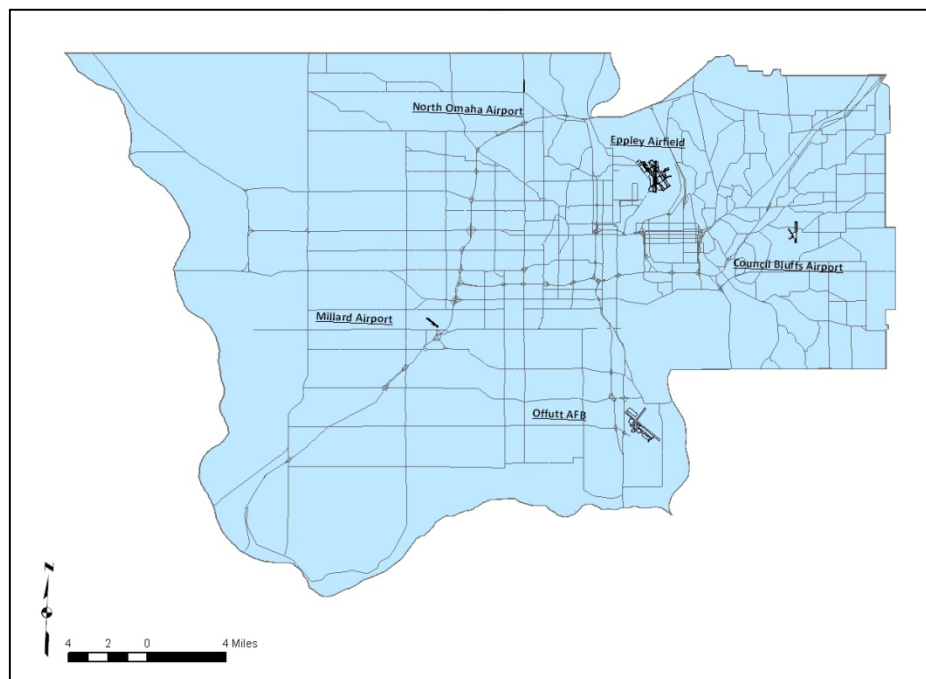 North Omaha Airport
Eppley Airfield
Council Bluffs Airport
Millard Airport
Offutt AFB
N
4 2 0 4 Miles